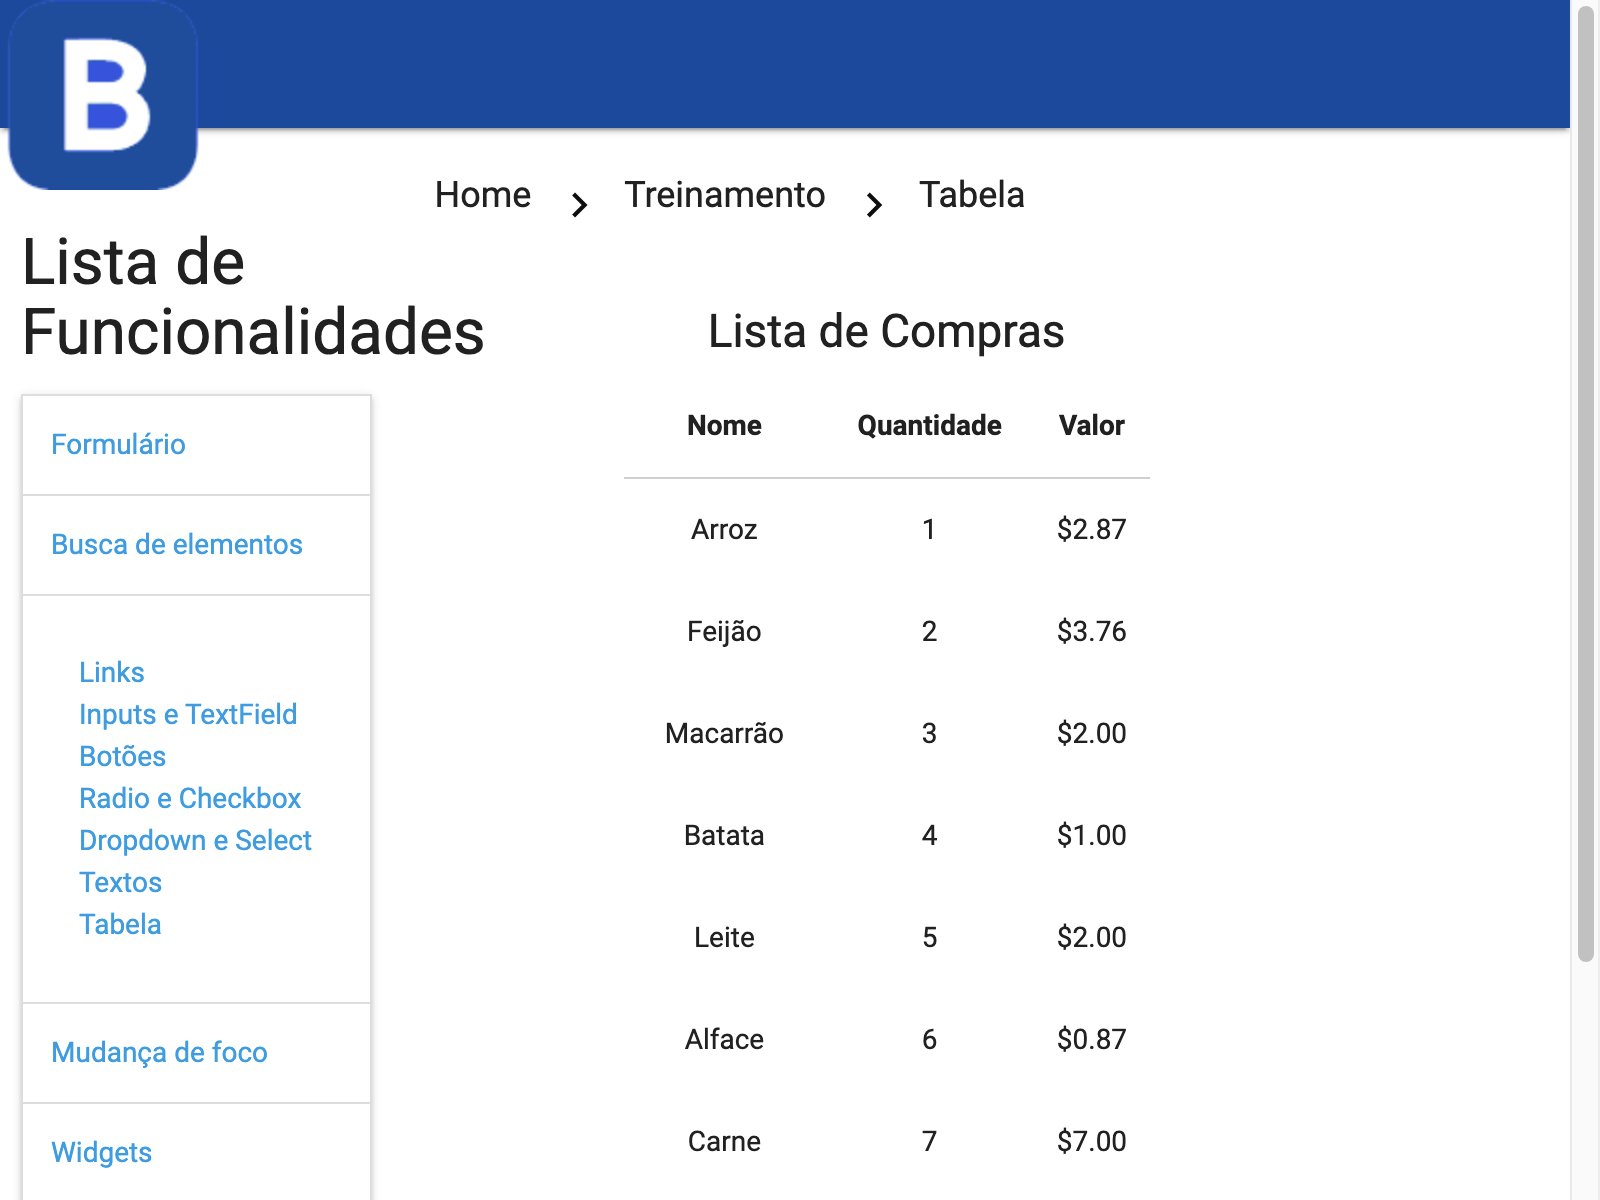 B
Home
Treinamento
Tabela
Lista de
Funcionalidades
Formulário
Busca de elementos
Links
Inputs e TextField
Botões
Radio e Checkbox
Dropdown e Select
Textos
Tabela
Mudança de foco
Widgets
Lista de Compras
Nome Quantidade Valor
Arroz 1 $2.87
Feijão 2 $3.76
Macarrão 3 $2.00
Batata 4 $1.00
Leite 5 $2.00
Alface 6 $0.87
Carne 7 $7.00